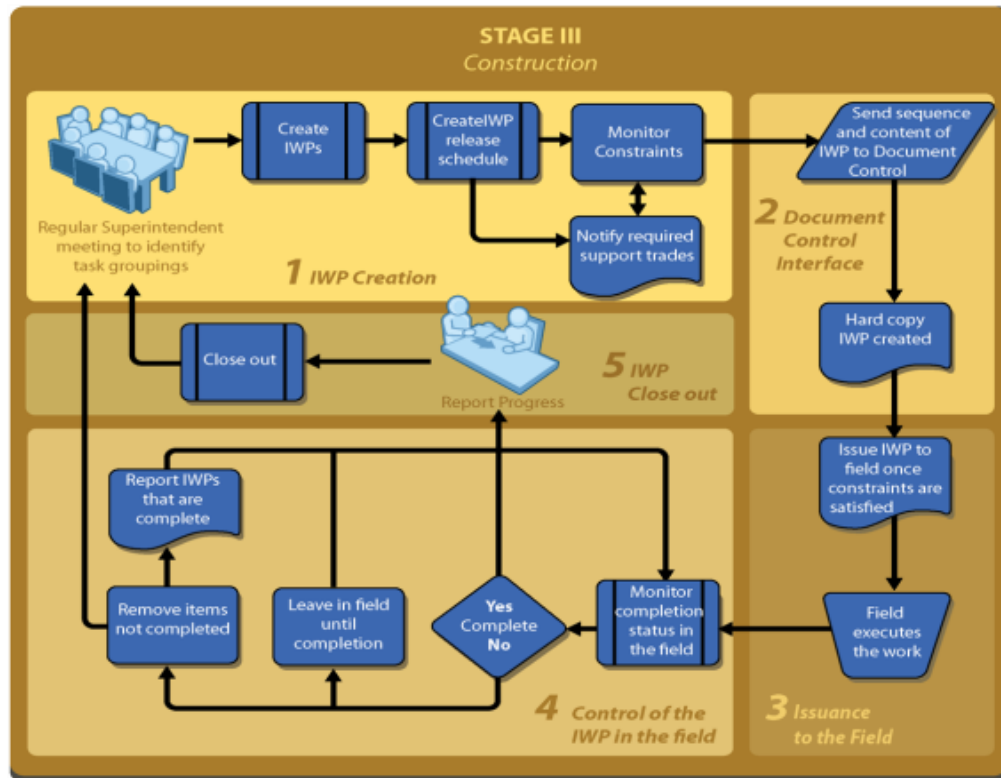 STAGE III
Construction
Create
IWPs
CreateIWP
release
schedule
Monitor
Constraints
Send sequence
and content of
IWP to Document
Control
Regular Superintendent
meeting to identify
task groupings
Notify required
support trades
1 IWP Creation
2 Document
Control
Interface
Hard copy
IWP created
Close out
Report Progress
5 IWP
Close out
Issue IWP to
field once
constraints are
satisfied
Report IWPs
that are
complete
Remove items
not completed
Leave in field
until
completion
Yes
Complete
No
Monitor
completion
status in
the field
Field
executes
the work
4 Control of the
IWP in the field
3 Issuance
to the Field